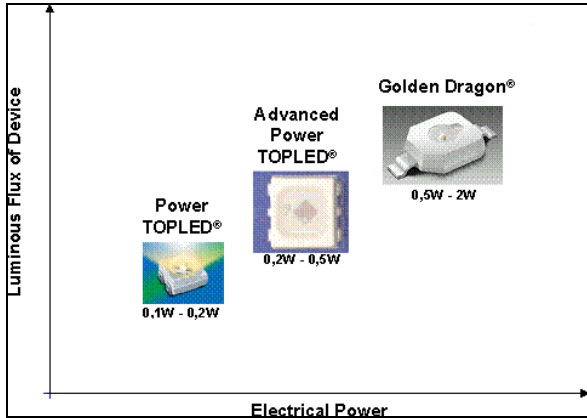 Golden Dragon®
0,5W - 2W
Advanced
Power
TOPLED®
0,2W - 0,5W
Power
TOPLED®
0,1W - 0,2W
Luminous Flux of Device
Electrical Power